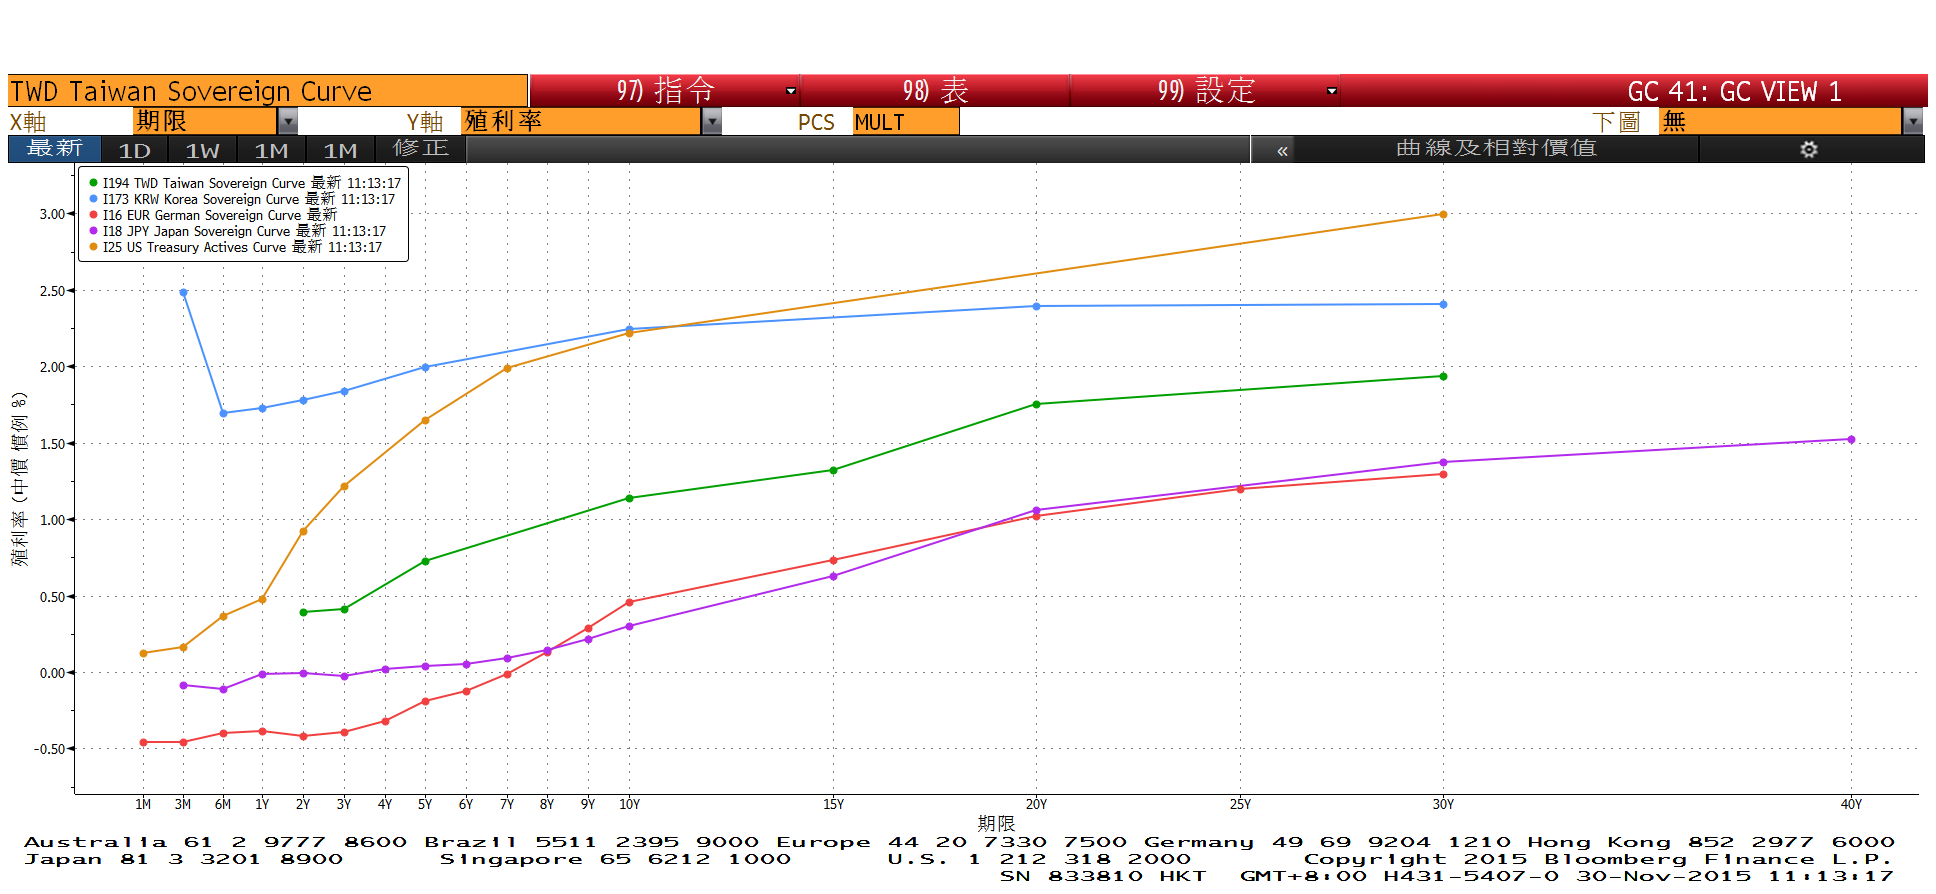 TWD Taiwan Sovereign Curve 97) 指令 98) 表 99) 設定 GC 41: GC VIEW 1
X軸 期限 Y軸 殖利率 PCS MULT 下圖 無
最新 1D 1W 1M 1M 修正 « 曲線及相對價值
I194 TWD Taiwan Sovereign Curve 最新 11:13:17
I173 KRW Korea Sovereign Curve 最新 11:13:17
I16 EUR German Sovereign Curve 最新
I18 JPY Japan Sovereign Curve 最新 11:13:17
I25 US Treasury Actives Curve 最新 11:13:17
3.00
2.50
2.00
1.50
1.00
0.50
0.00
-0.50
殖利率 (中價 慣例 %)
1M 3M 6M 1Y 2Y 3Y 4Y 5Y 6Y 7Y 8Y 9Y 10Y 15Y 20Y 25Y 30Y 40Y
期限
Australia 61 2 9777 8600 Brazil 5511 2395 9000 Europe 44 20 7330 7500 Germany 49 69 9204 1210 Hong Kong 852 2977 6000
Japan 81 3 3201 8900 Singapore 65 6212 1000 U.S. 1 212 318 2000 Copyright 2015 Bloomberg Finance L.P.
SN 833810 HKT GMT+8:00 H431-5407-0 30-Nov-2015 11:13:17